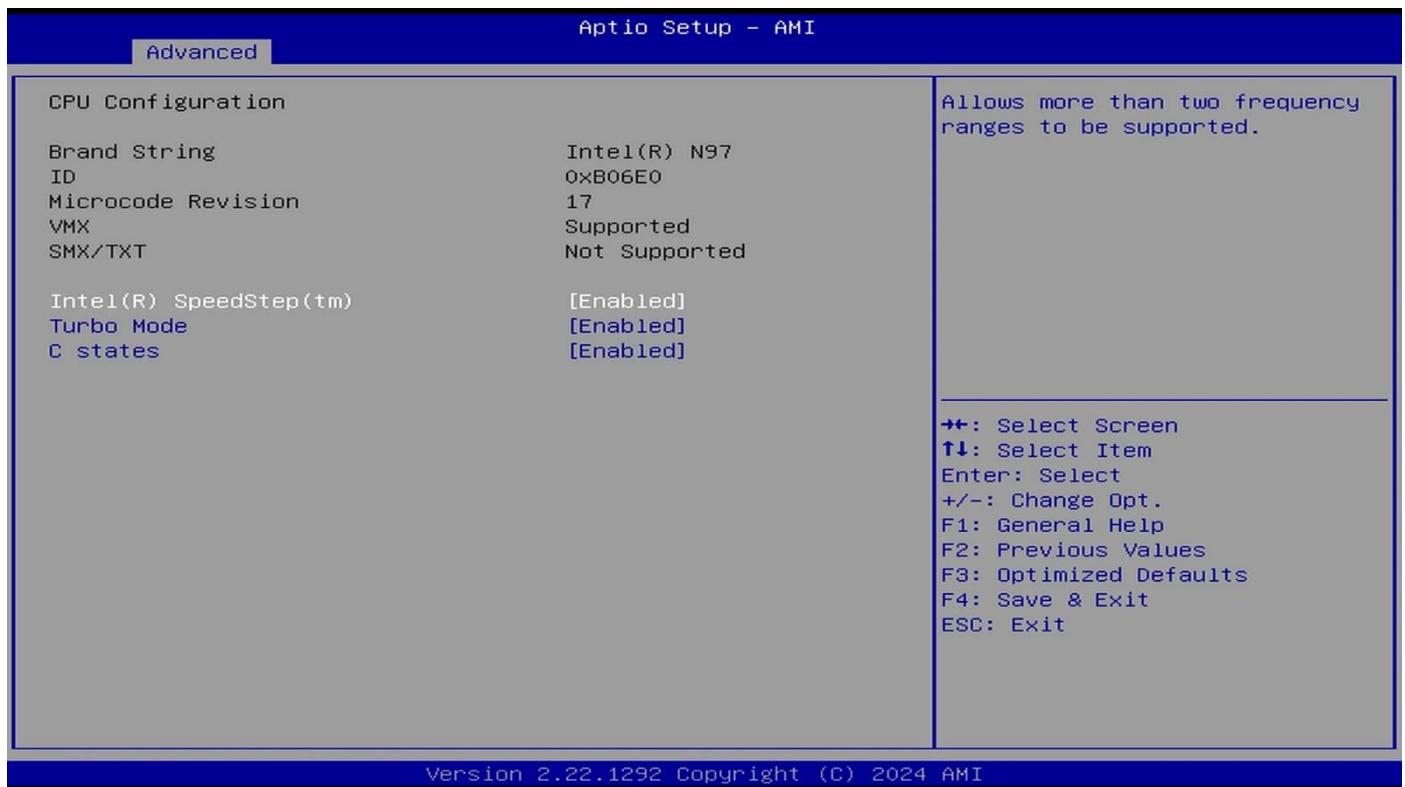 Aptio Setup – AMI
Advanced
CPU Configuration
Brand String Intel(R) N97
ID 0xB06E0
Microcode Revision 17
VMX Supported
SMX/TXT Not Supported
Intel(R) SpeedStep(tm) [Enabled]
Turbo Mode [Enabled]
C states [Enabled]
Allows more than two frequency
ranges to be supported.
→←: Select Screen
↑↓: Select Item
Enter: Select
+/-: Change Opt.
F1: General Help
F2: Previous Values
F3: Optimized Defaults
F4: Save & Exit
ESC: Exit
Version 2.22.1292 Copyright (C) 2024 AMI